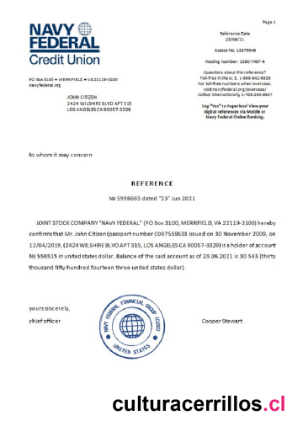 Page 1
NAVY
FEDERAL
Credit Union
Reference Date
23/06/21
Access No. 13979948
Routing Number 2560-7497-4
PO Box 3100 • MERRIFIELD • VA 22119-3100
navyfederal.org
Questions about this reference?
Toll-free in the U.S. 1-888-842-6328
For toll-free numbers when overseas,
visit navyfederal.org/overseas/
Collect internationally 1-703-255-8837
JOHN CITIZEN
2424 WILSHIRE BLVD APT 315
LOS ANGELES CA 90057-3329
Say "Yes" to Paperless! View your
digital references via Mobile or
Navy Federal Online Banking.
to whom it may concern
REFERENCE
№ 5998665 dated "23" Jun 2021
JOINT STOCK COMPANY "NAVY FEDERAL" (PO Box 3100, MERRIFIELD, VA 22119-3100) hereby
confirms that Mr. John Citizen (passport number issued on 30 November 2009, on
12/04/2019, (2424 WILSHIRE BLVD APT 315, LOS ANGELES CA 90057-3329) is a holder of account
№ 556515 in united states dollar. Balance of the said account as of 23.06.2021 is 30 543 (thirty
thousand fifty hundred fourteen three united states dollar).
yours sincerely,
chief officer
Cooper Stewart
NAVY FEDERAL FINANCIAL GROUP
UNITED STATES
culturacerrillos.cl